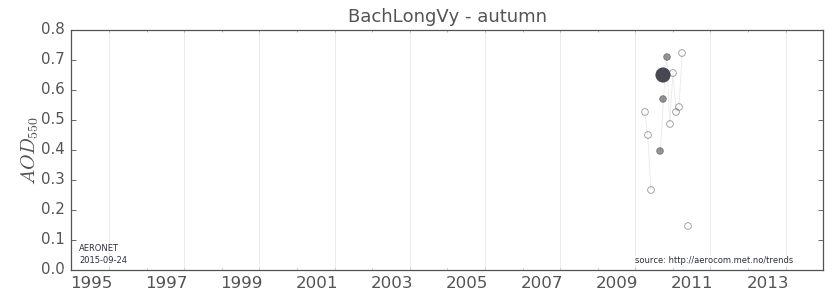 BachLongVy - autumn
0.8
0.7
0.6
0.5
0.4
0.3
0.2
0.1
0.0
AOD550
AERONET
2015-09-24
source: http://aerocom.met.no/trends
1995 1997 1999 2001 2003 2005 2007 2009 2011 2013